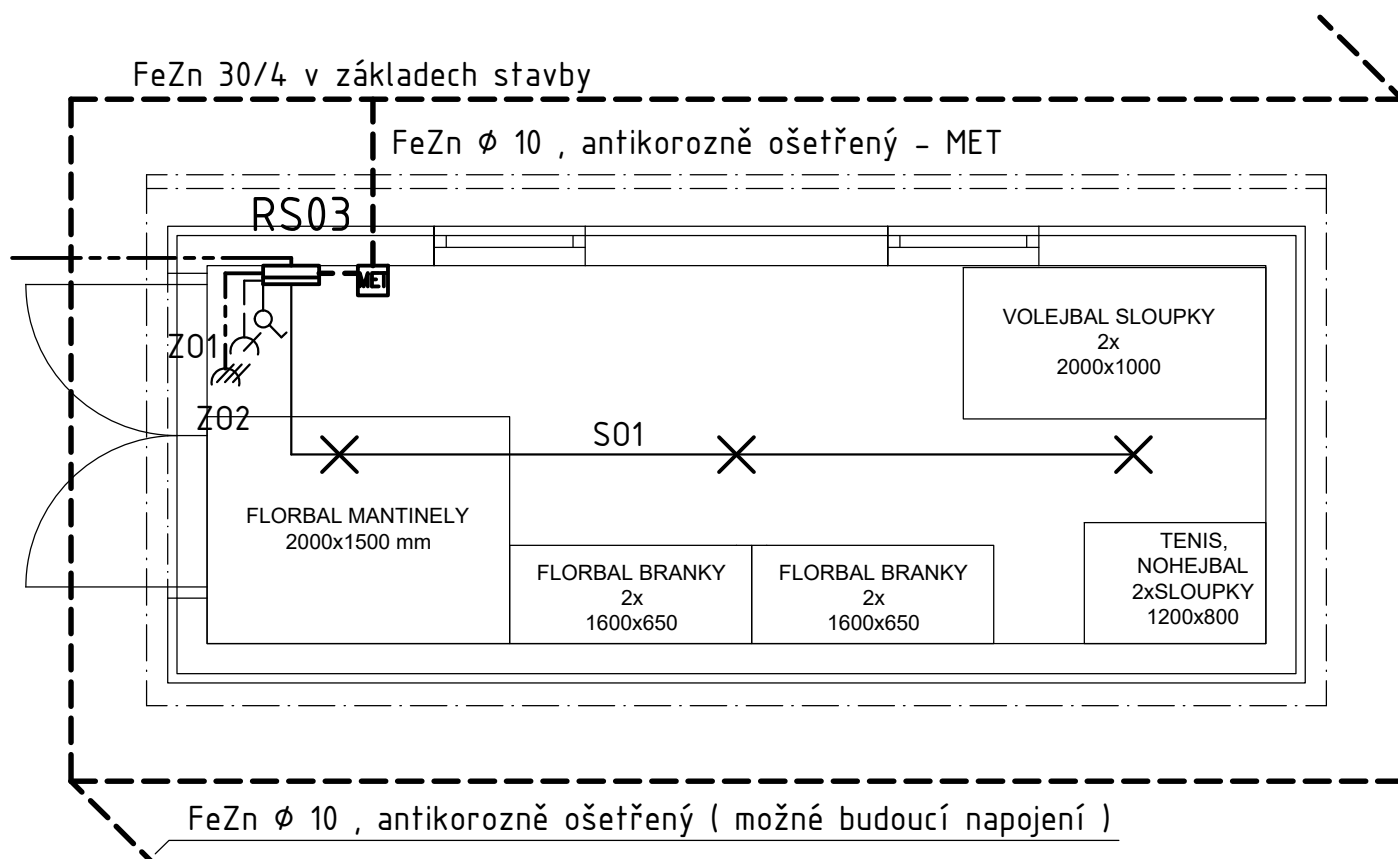 FeZn 30/4 v základech stavby
FeZn Ø 10 , antikorozně ošetřený - MET
RS03
MET
Z01
Z02
S01
VOLEJBAL SLOUPKY
2x
2000x1000
FLORBAL MANTINELY
2000x1500 mm
FLORBAL BRANKY
2x
1600x650
FLORBAL BRANKY
2x
1600x650
TENIS,
NOHEJBAL
2xSLOUPKY
1200x800
FeZn Ø 10 , antikorozně ošetřený ( možné budoucí napojení )